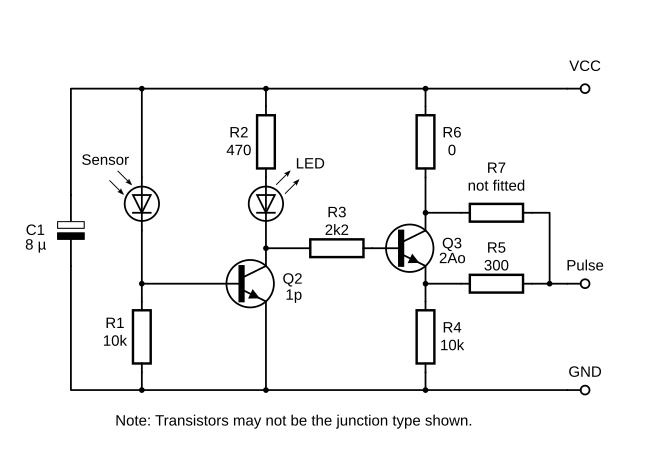 VCC
R2
470
R6
0
Sensor
LED
R7
not fitted
R3
2k2
C1
8 µ
Q3
2Ao
R5
300
Pulse
Q2
1p
R1
10k
R4
10k
GND
Note: Transistors may not be the junction type shown.